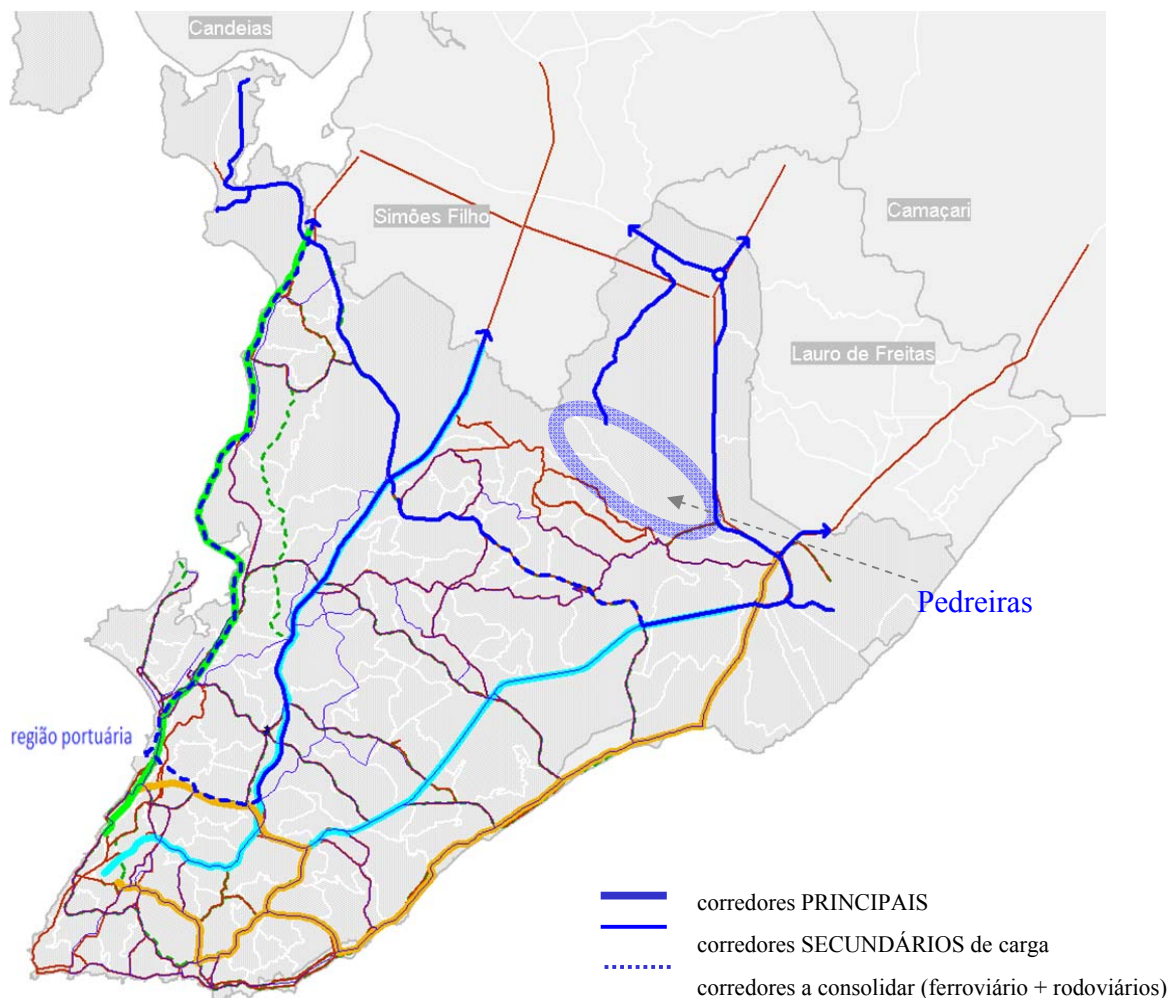 Candeias
Simões Filho
Camaçari
Lauro de Freitas
Pedreiras
região portuária
corredores PRINCIPAIS
corredores SECUNDÁRIOS de carga
corredores a consolidar (ferroviário + rodoviários)